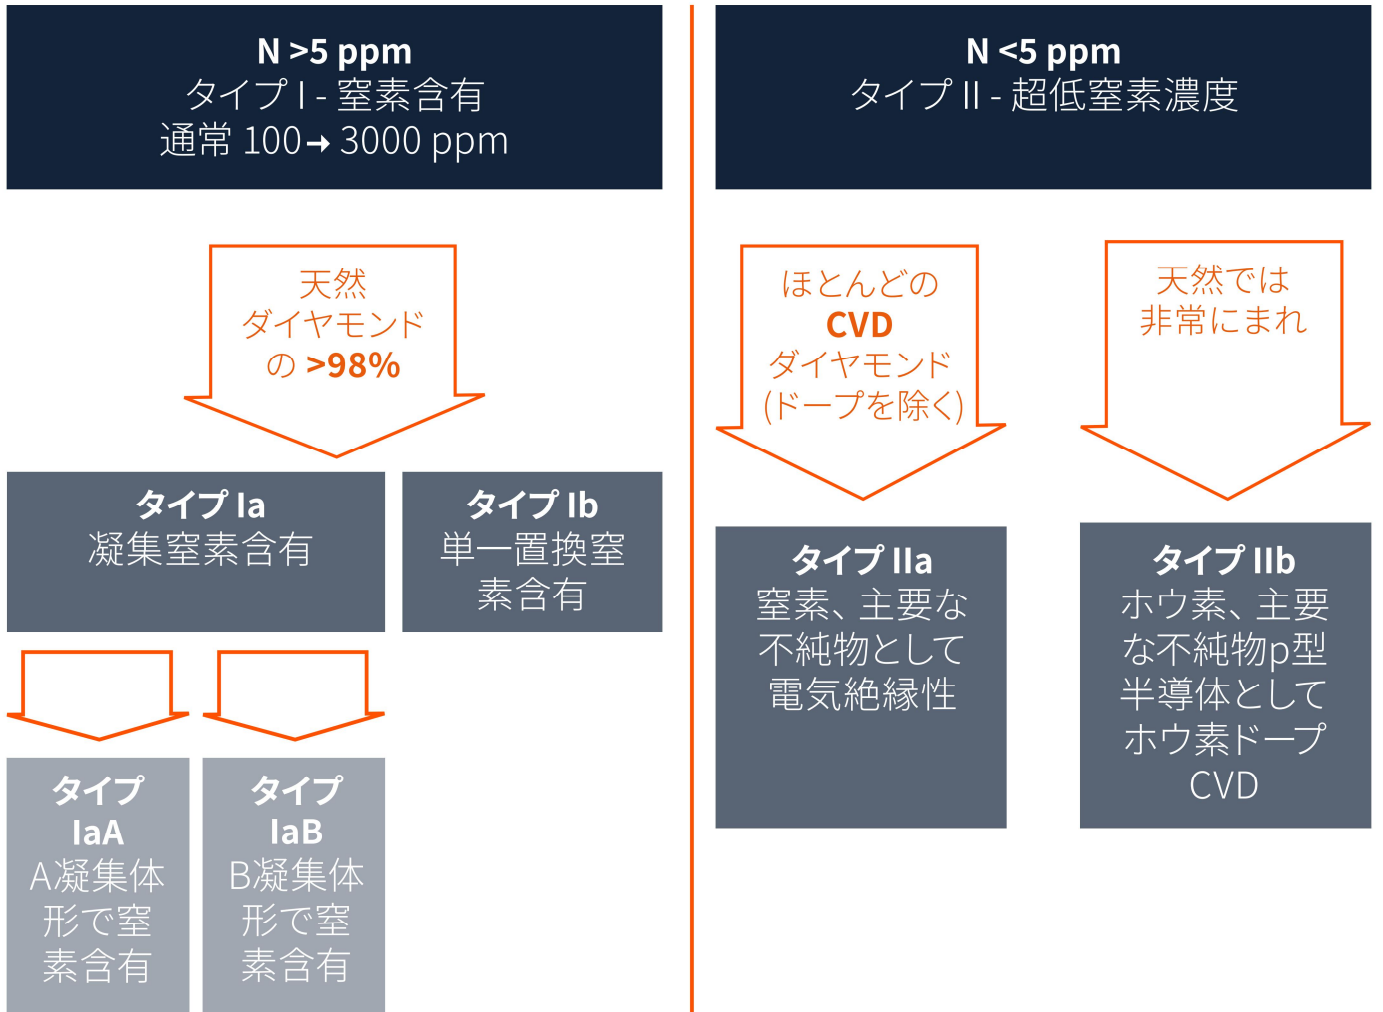 N >5 ppm
タイプ I - 窒素含有
通常 100→ 3000 ppm
天然
ダイヤモンド
の >98%
タイプ Ia
凝集窒素含有
タイプ Ib
単一置換窒
素含有
タイプ
IaA
A凝集体
形で窒
素含有
タイプ
IaB
B凝集体
形で窒
素含有
N <5 ppm
タイプ II - 超低窒素濃度
ほとんどの
CVD
ダイヤモンド
(ドープを除く)
天然では
非常にまれ
タイプ IIa
窒素、主要な
不純物として
電気絶縁性
タイプ IIb
ホウ素、主要
な不純物p型
半導体として
ホウ素ドープ
CVD